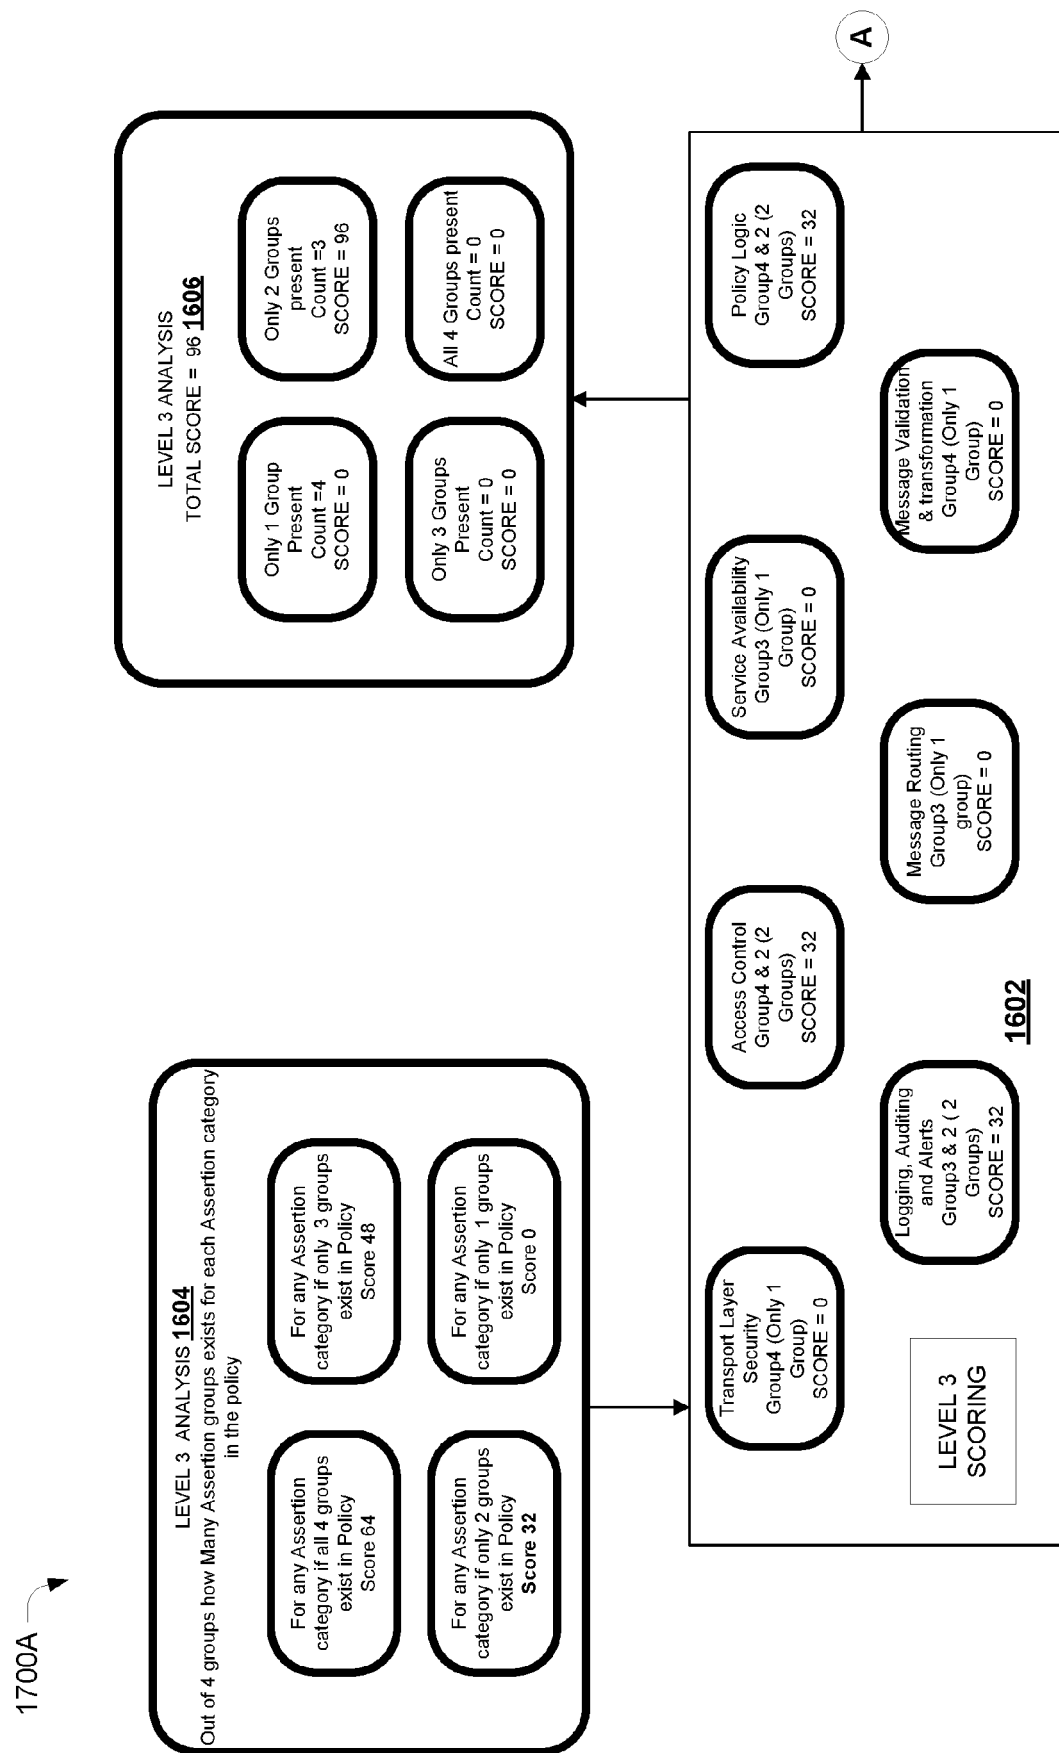 1700A
LEVEL 3 ANALYSIS 1604
Out of 4 groups how Many Assertion groups exists for each Assertion category
in the policy
For any Assertion
category if all 4 groups
exist in Policy
Score 64
For any Assertion
category if only 3 groups
exist in Policy
Score 48
For any Assertion
category if only 2 groups
exist in Policy
Score 32
For any Assertion
category if only 1 groups
exist in Policy
Score 0
LEVEL 3 ANALYSIS
TOTAL SCORE = 96 1606
Only 1 Group
Present
Count =4
SCORE = 0
Only 2 Groups
present
Count =3
SCORE = 96
Only 3 Groups
Present
Count = 0
SCORE = 0
All 4 Groups present
Count = 0
SCORE = 0
Transport Layer
Security
Group4 (Only 1
Group)
SCORE = 0
Access Control
Group4 & 2 (2
Groups)
SCORE = 32
Service Availability
Group3 (Only 1
Group)
SCORE = 0
Policy Logic
Group4 & 2 (2
Groups)
SCORE = 32
LEVEL 3
SCORING
Logging, Auditing
and Alerts
Group3 & 2 ( 2
Groups)
SCORE = 32
1602
Message Routing
Group3 (Only 1
group)
SCORE = 0
Message Validation
& transformation
Group4 (Only 1
Group)
SCORE = 0
A